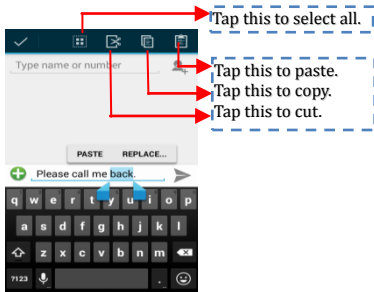 Tap this to select all.
Type name or number
Tap this to paste.
Tap this to copy.
Tap this to cut.
PASTE REPLACE...
Please call me back.
q w e r t y u i o p
a s d f g h j k l
z x c v b n m
?123 .